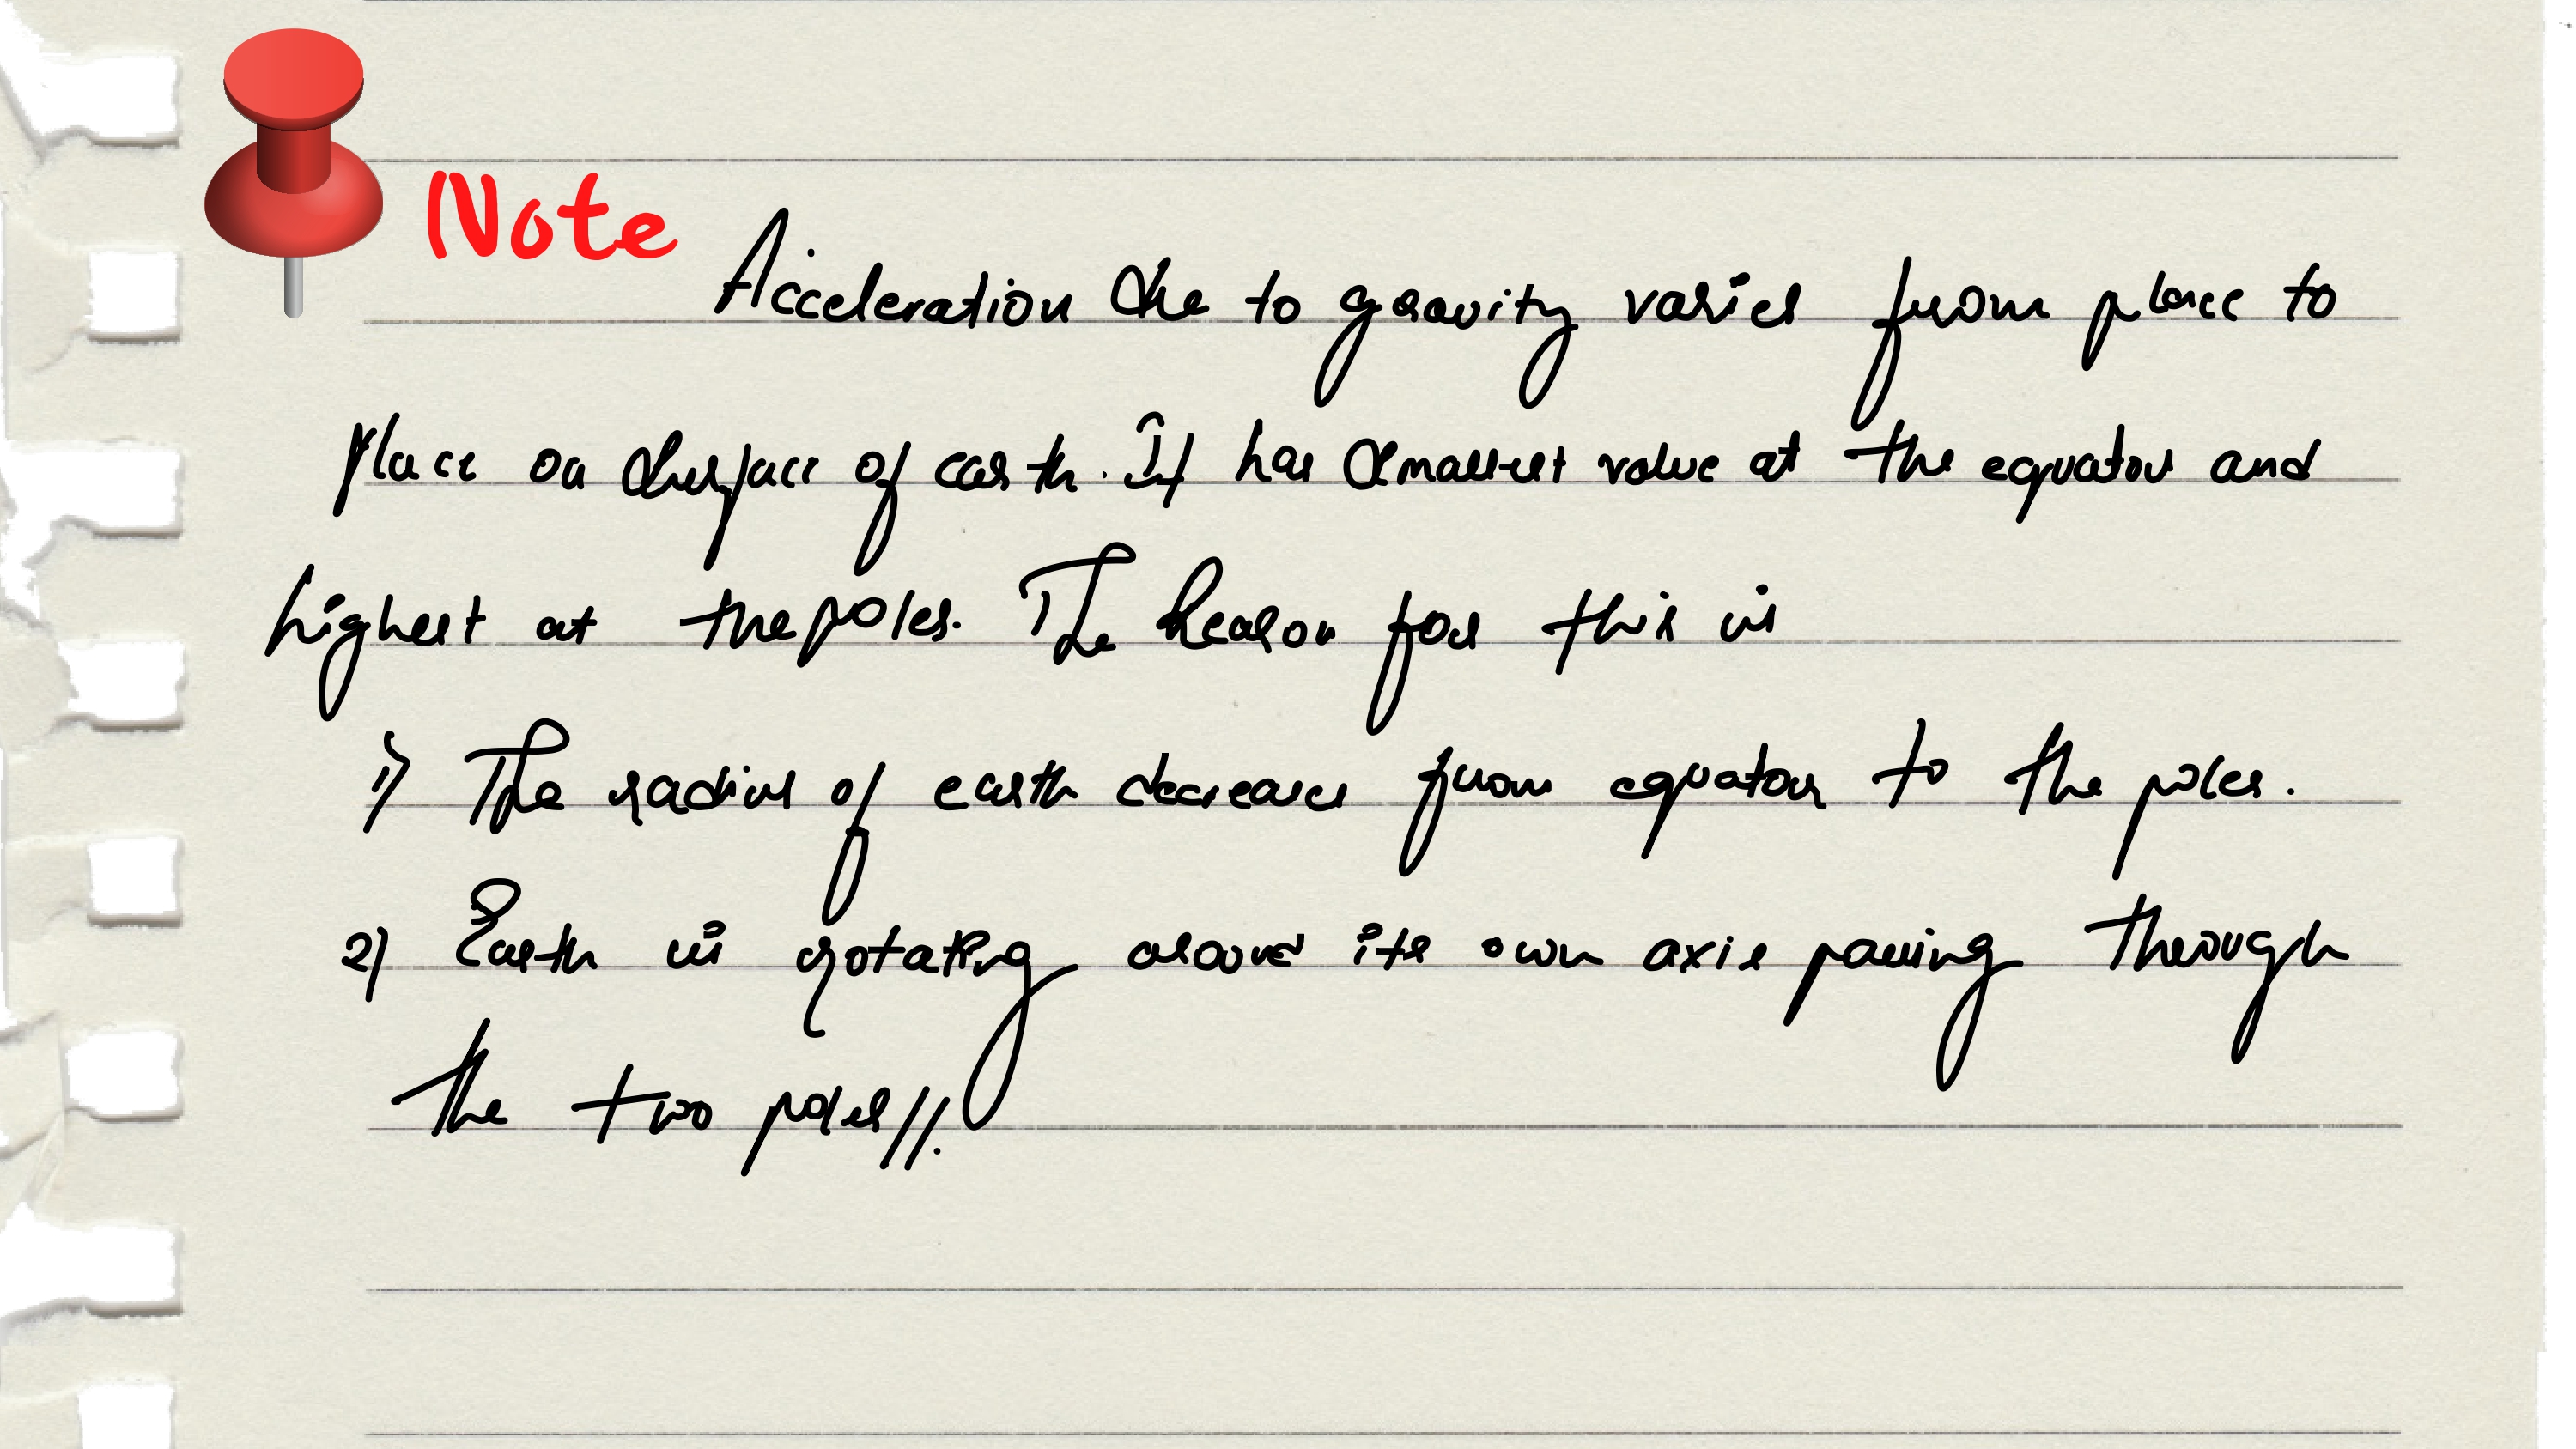 Note
Acceleration due to gravity varies from place to
place on surface of earth. It has smallest value at the equator and
highest at the poles. The Reason for this is
1) The radius of earth decreases from equator to the poles.
2) Earth is rotating around its own axis passing through
the two poles//.